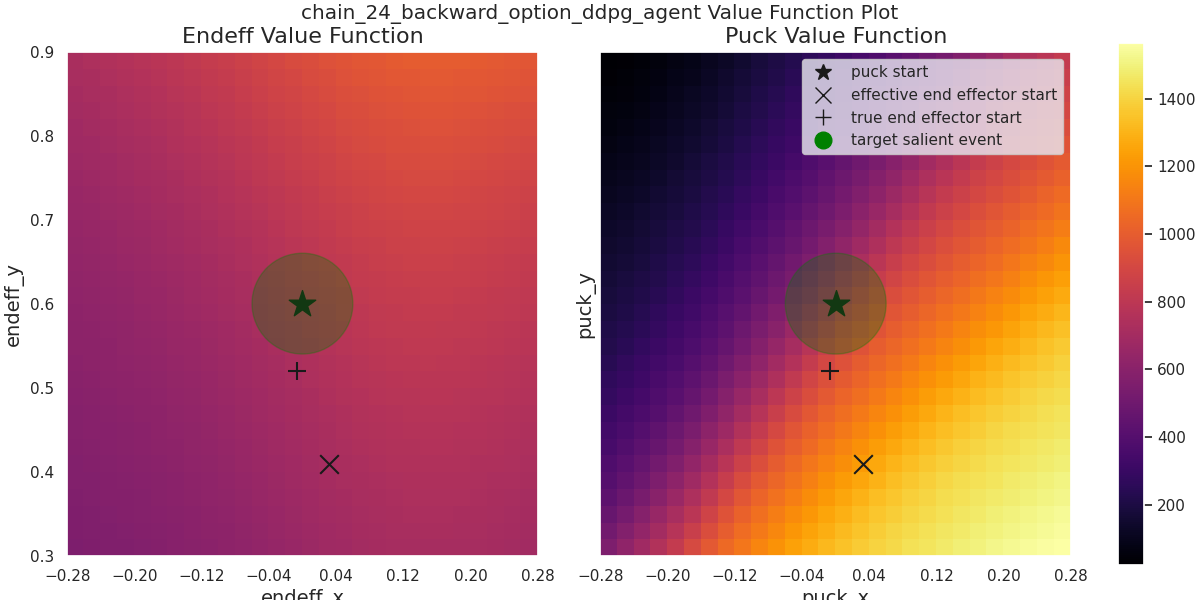 chain_24_backward_option_ddpg_agent Value Function Plot
Endeff Value Function
Puck Value Function
0.9
0.8
0.7
0.6
0.5
0.4
0.3
endeff_y
−0.28 −0.20 −0.12 −0.04 0.04 0.12 0.20 0.28
endeff_x
puck_y
puck start
effective end effector start
true end effector start
target salient event
−0.28 −0.20 −0.12 −0.04 0.04 0.12 0.20 0.28
puck_x
1400
1200
1000
800
600
400
200